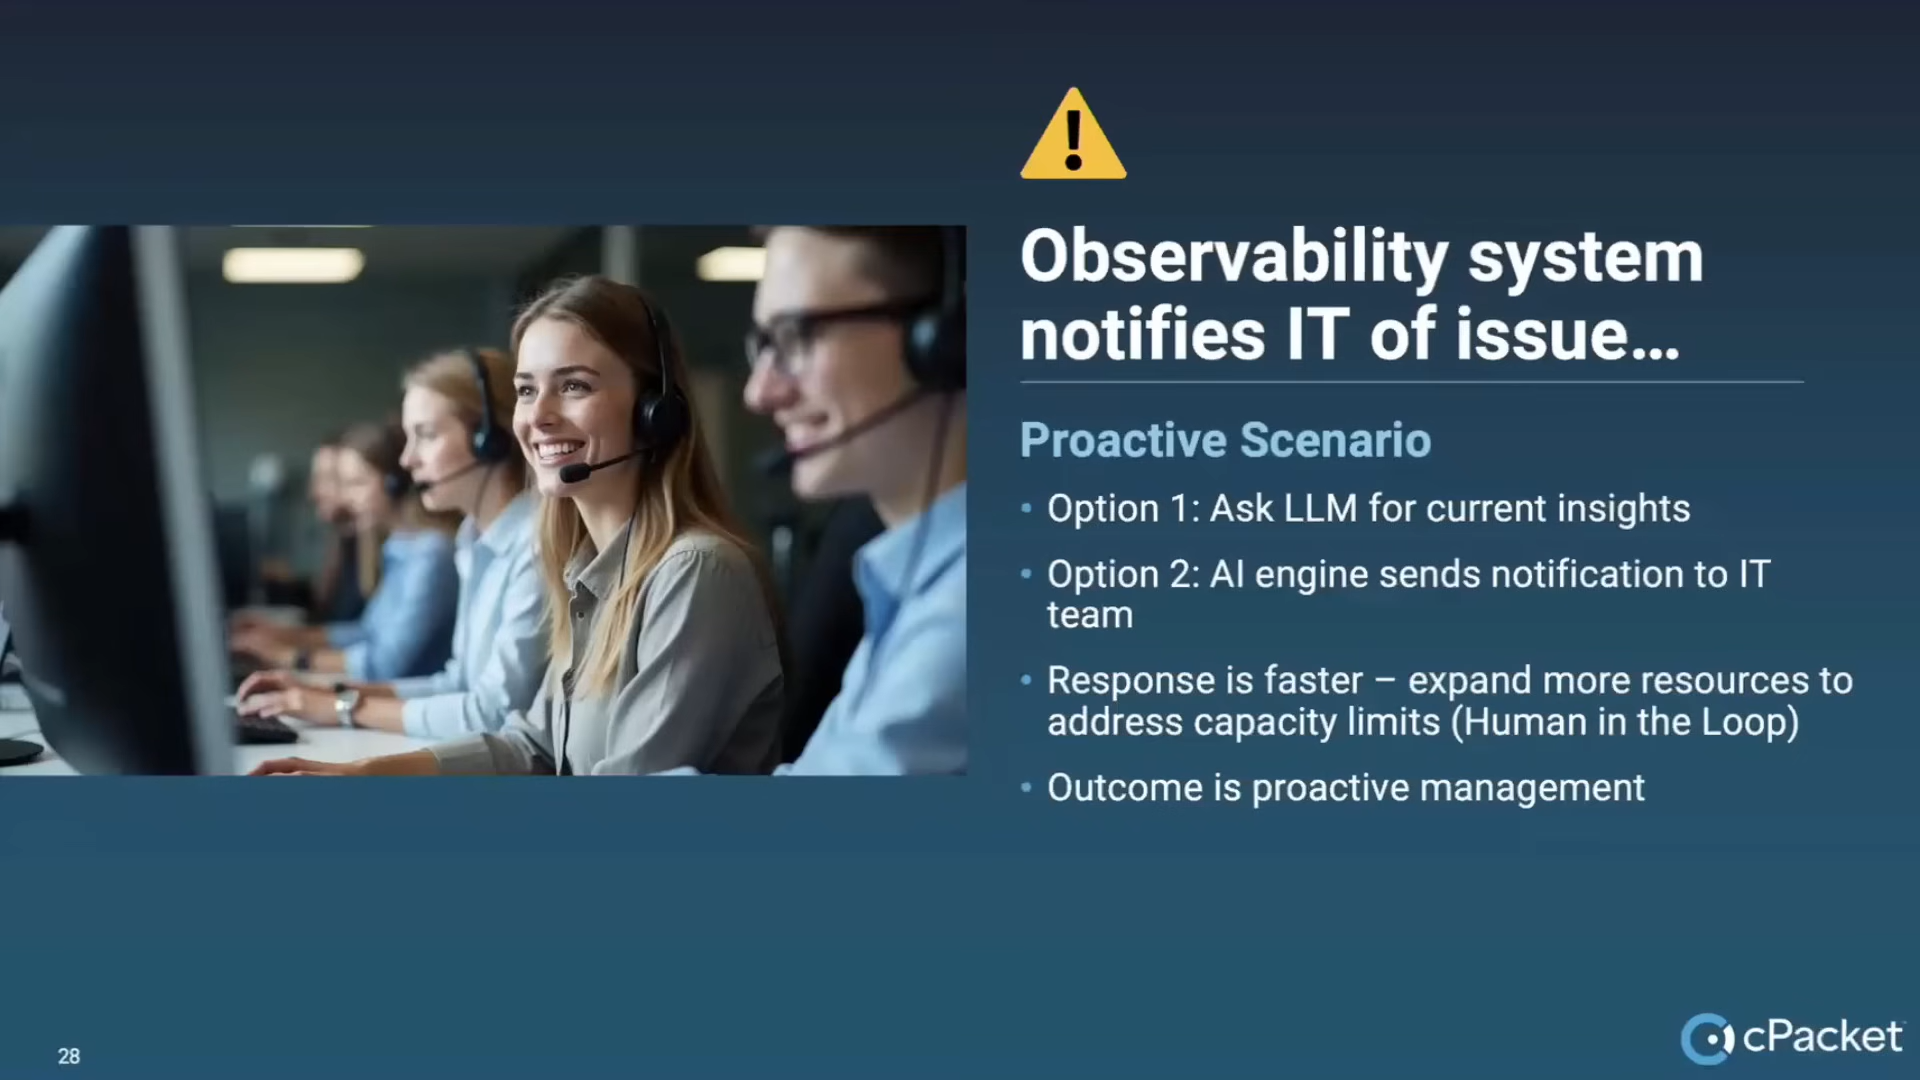 Observability system
notifies IT of issue...
Proactive Scenario
• Option 1: Ask LLM for current insights
• Option 2: AI engine sends notification to IT
team
• Response is faster – expand more resources to
address capacity limits (Human in the Loop)
• Outcome is proactive management
28
cPacket